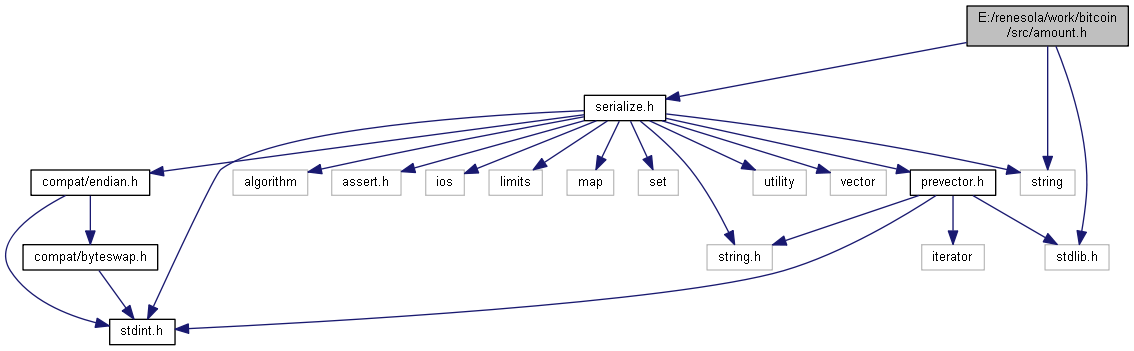 E:/renesola/work/bitcoin
/src/amount.h
serialize.h
compat/endian.h
algorithm
assert.h
ios
limits
map
set
utility
vector
prevector.h
string
compat/byteswap.h
string.h
iterator
stdlib.h
stdint.h